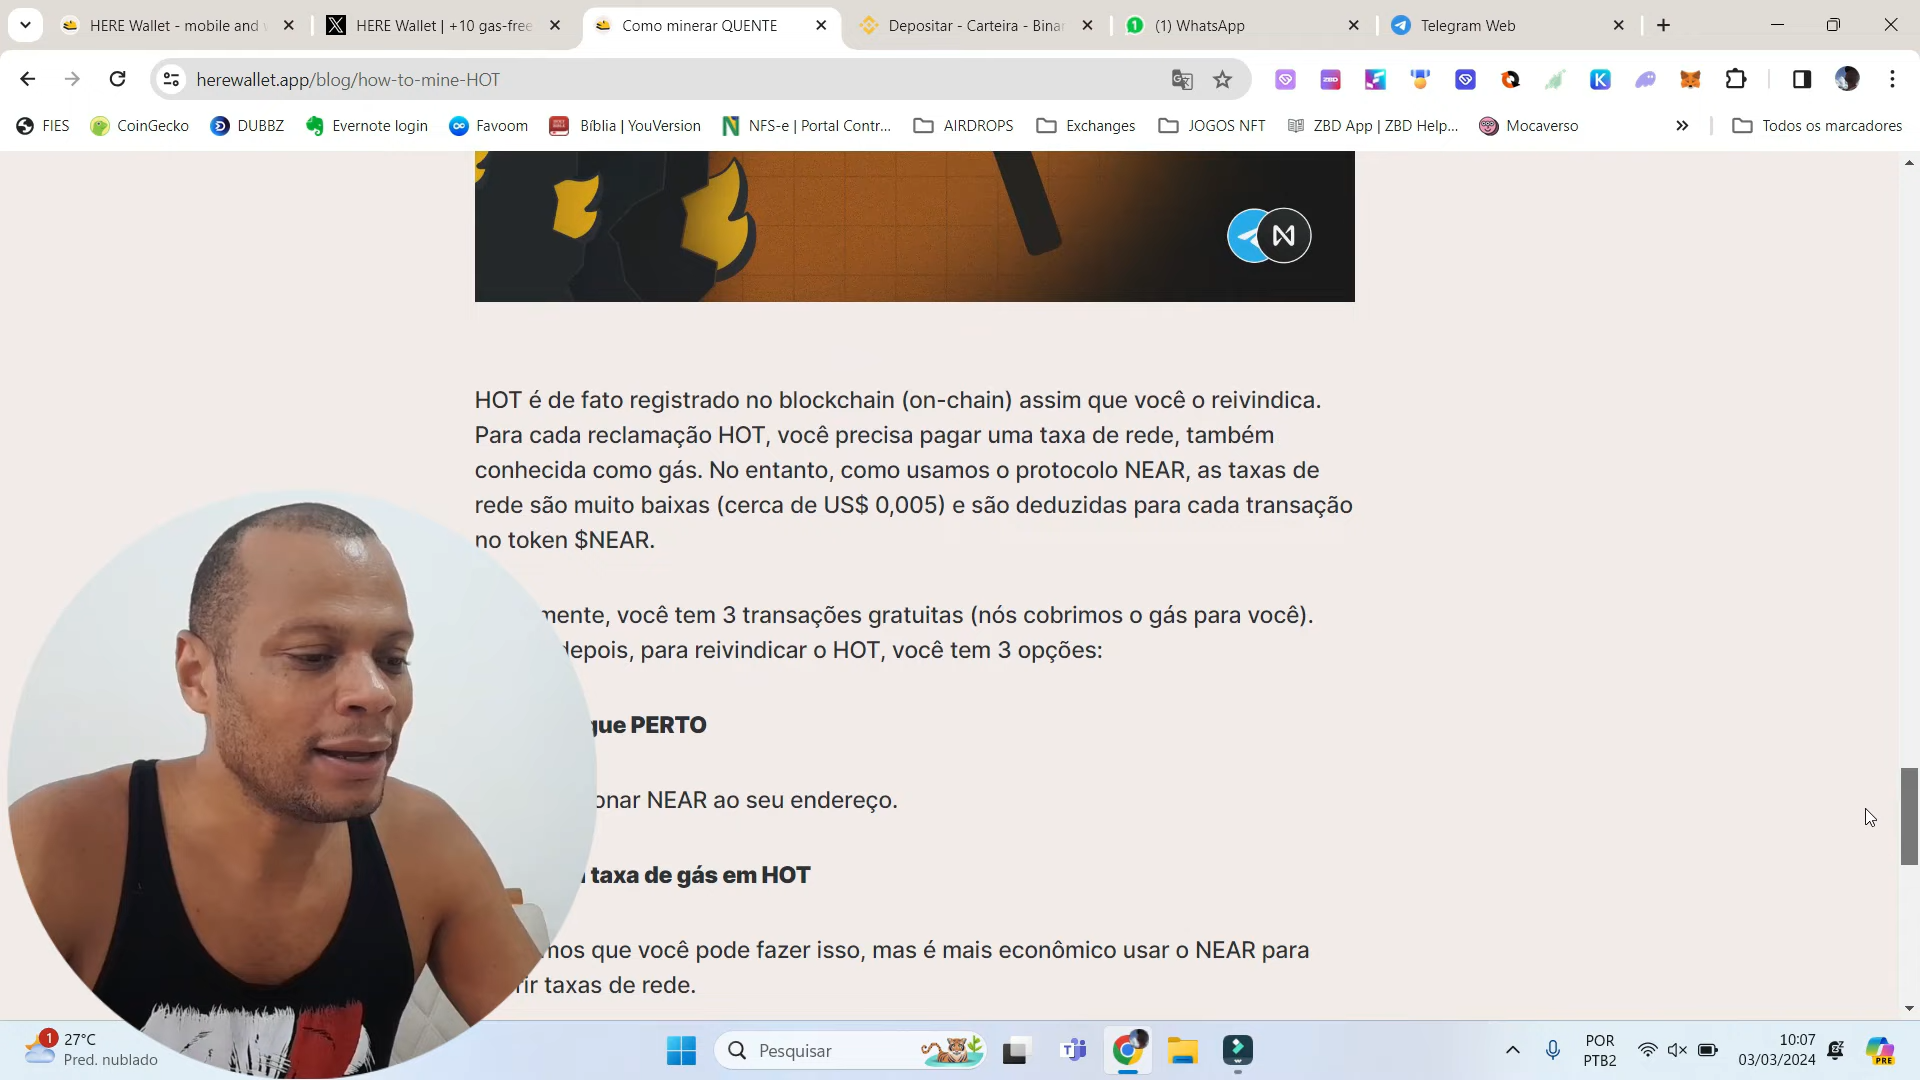 HERE Wallet - mobile and w
HERE Wallet | +10 gas-free
Como minerar QUENTE
Depositar - Carteira - Binan
(1) WhatsApp
Telegram Web
herewallet.app/blog/how-to-mine-HOT
FIES
CoinGecko
DUBBZ
Evernote login
Favoom
Bíblia | YouVersion
NFS-e | Portal Contr...
AIRDROPS
Exchanges
JOGOS NFT
ZBD App | ZBD Help...
Mocaverso
Todos os marcadores
HOT é de fato registrado no blockchain (on-chain) assim que você o reivindica.
Para cada reclamação HOT, você precisa pagar uma taxa de rede, também
conhecida como gás. No entanto, como usamos o protocolo NEAR, as taxas de
rede são muito baixas (cerca de US$ 0,005) e são deduzidas para cada transação
no token $NEAR.
mente, você tem 3 transações gratuitas (nós cobrimos o gás para você).
depois, para reivindicar o HOT, você tem 3 opções:
gue PERTO
onar NEAR ao seu endereço.
taxa de gás em HOT
mos que você pode fazer isso, mas é mais econômico usar o NEAR para
rir taxas de rede.
1
27°C
Pred. nublado
Pesquisar
POR
PTB2
10:07
03/03/2024
PRE